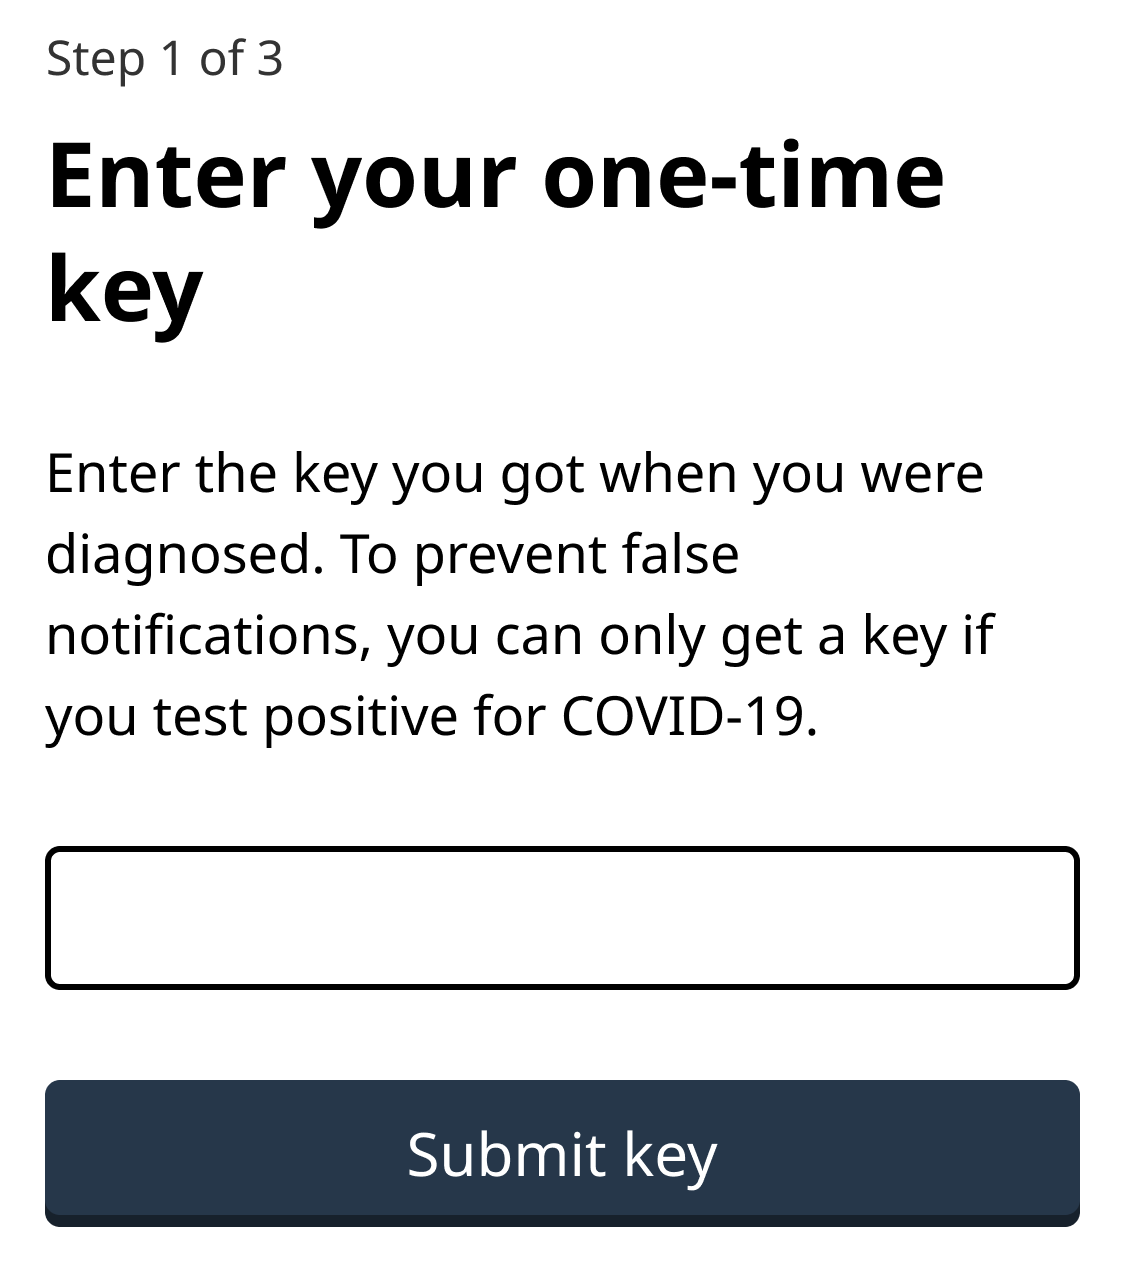 Step 1 of 3
Enter your one-time
key
Enter the key you got when you were
diagnosed. To prevent false
notifications, you can only get a key if
you test positive for COVID-19.
Submit key